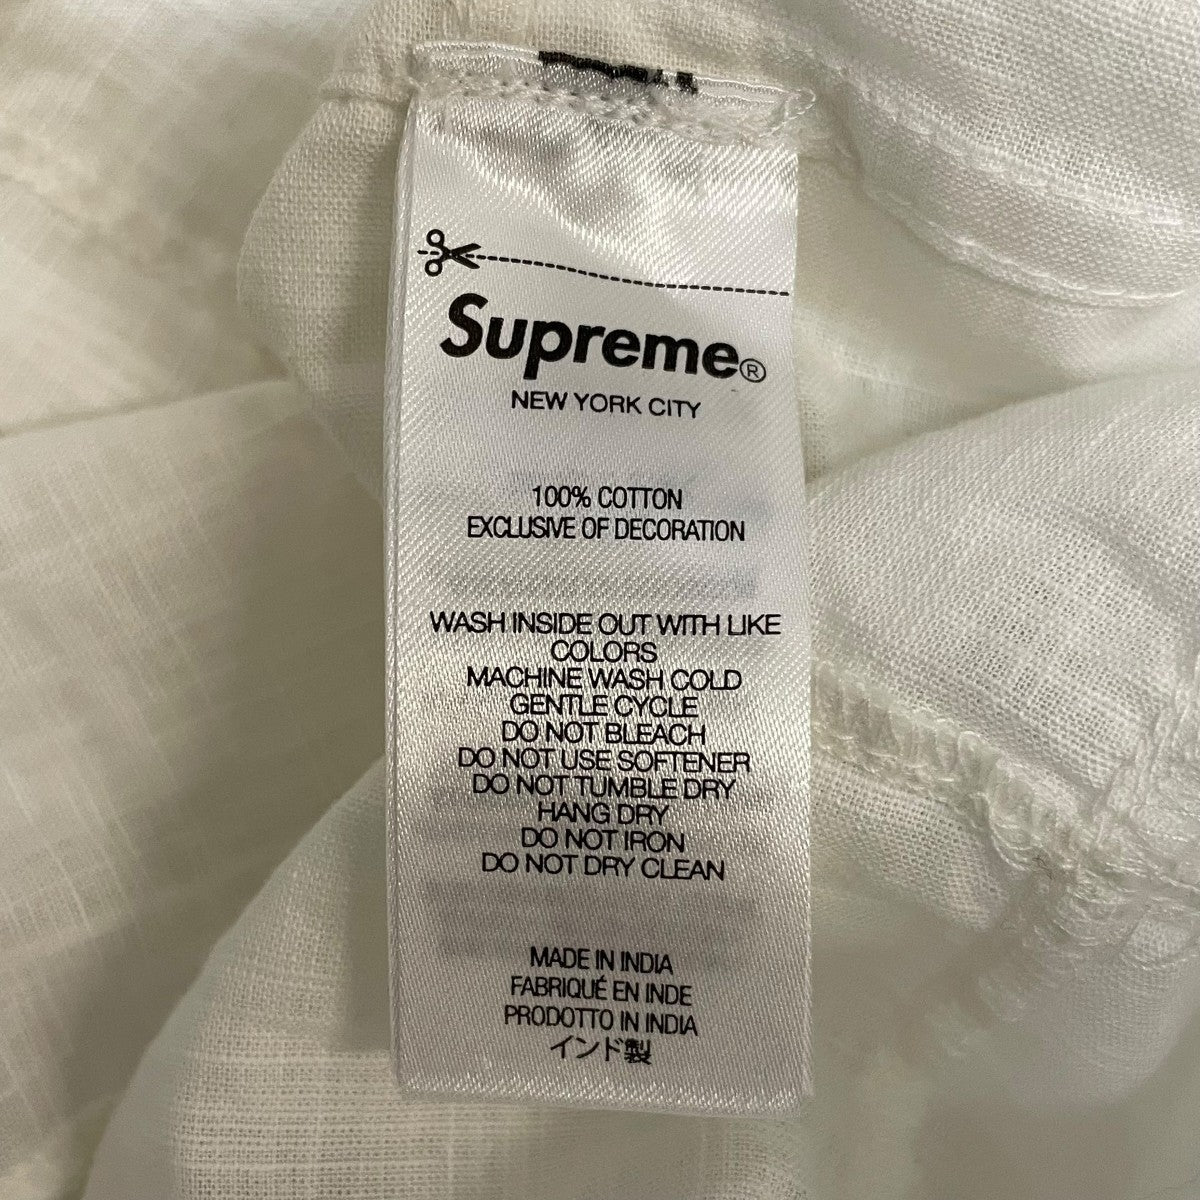 Supreme®
NEW YORK CITY
100% COTTON
EXCLUSIVE OF DECORATION
WASH INSIDE OUT WITH LIKE
COLORS
MACHINE WASH COLD
GENTLE CYCLE
DO NOT BLEACH
DO NOT USE SOFTENER
DO NOT TUMBLE DRY
HANG DRY
DO NOT IRON
DO NOT DRY CLEAN
MADE IN INDIA
FABRIQUÉ EN INDE
PRODOTTO IN INDIA
インド製